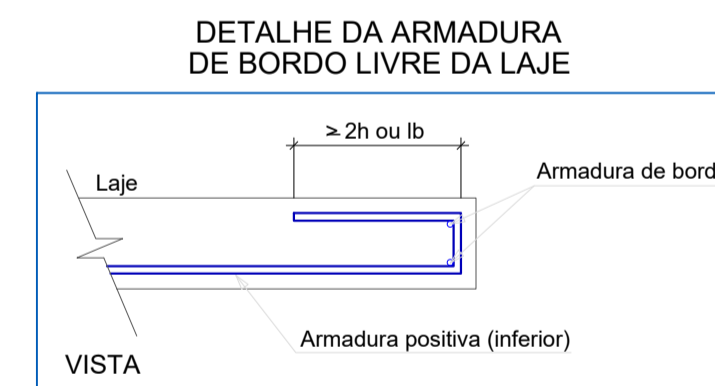 DETALHE DA ARMADURA
DE BORDO LIVRE DA LAJE
≥ 2h ou lb
Armadura de bord
Laje
Armadura positiva (inferior)
VISTA